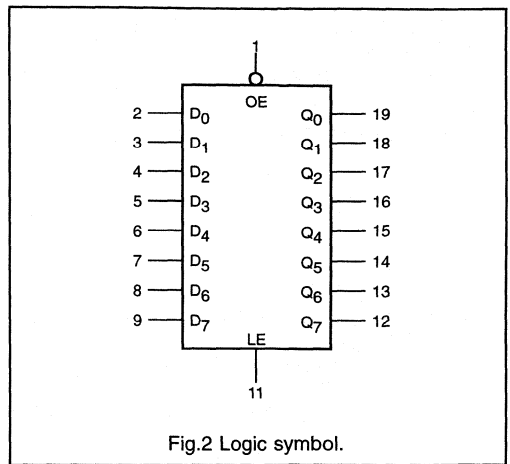 1
OE
2 D0 Q0 19
3 D1 Q1 18
4 D2 Q2 17
5 D3 Q3 16
6 D4 Q4 15
7 D5 Q5 14
8 D6 Q6 13
9 D7 Q7 12
LE
11
Fig.2 Logic symbol.